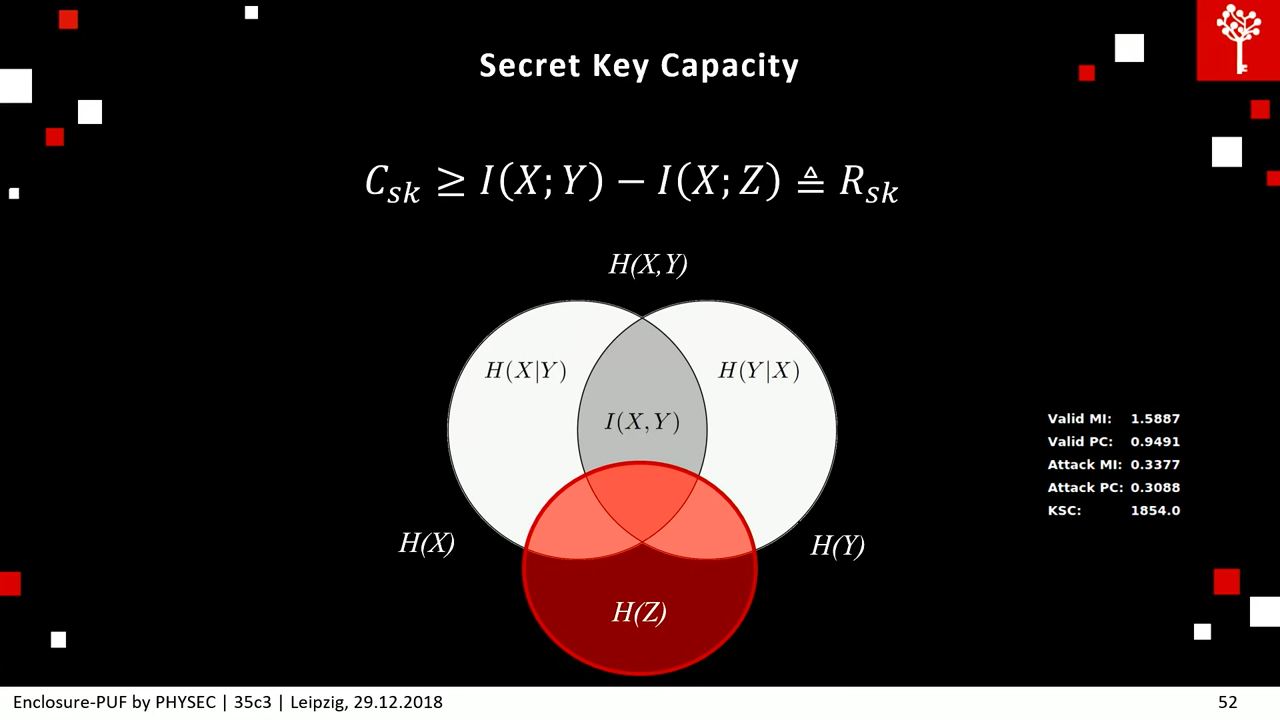 Secret Key Capacity
C_sk ≥ I(X; Y) − I(X; Z) ≜ R_sk
H(X,Y)
H(X|Y)
H(Y|X)
I(X,Y)
H(X)
H(Y)
H(Z)
Valid MI: 1.5887
Valid PC: 0.9491
Attack MI: 0.3377
Attack PC: 0.3088
KSC: 1854.0
Enclosure-PUF by PHYSEC | 35c3 | Leipzig, 29.12.2018
52